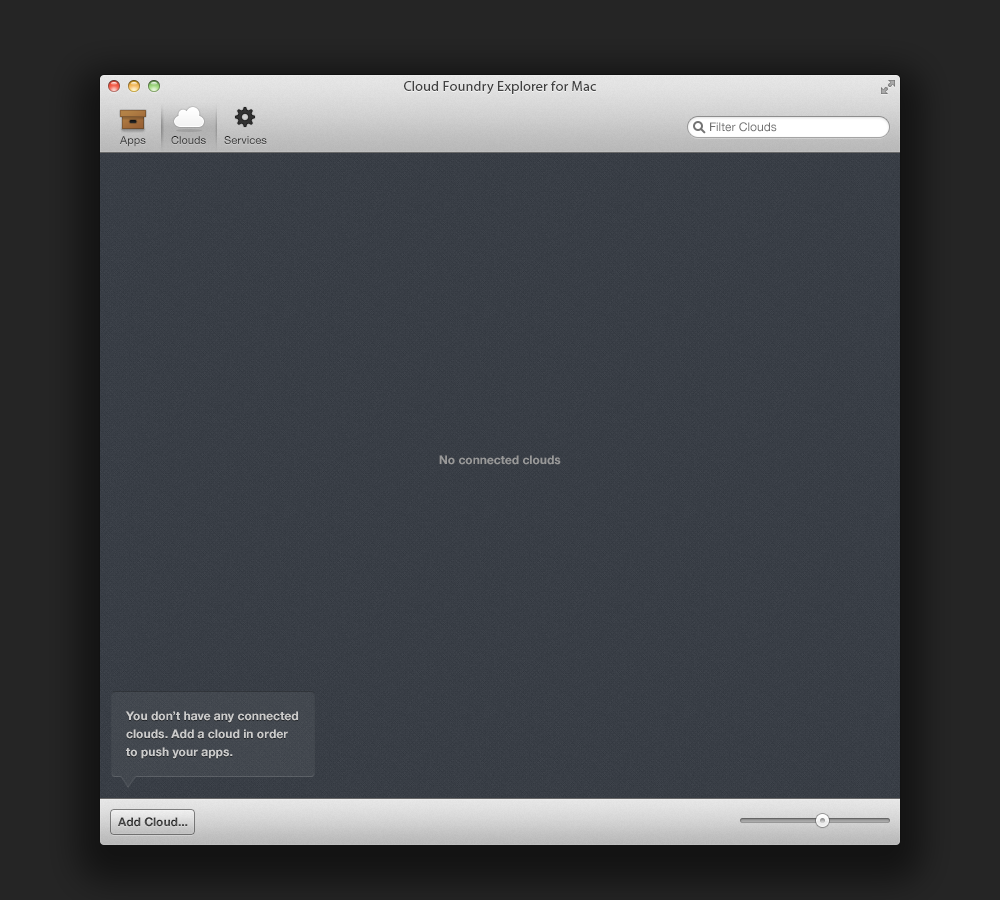 Cloud Foundry Explorer for Mac
Apps
Clouds
Services
Filter Clouds
No connected clouds
You don’t have any connected
clouds. Add a cloud in order
to push your apps.
Add Cloud...